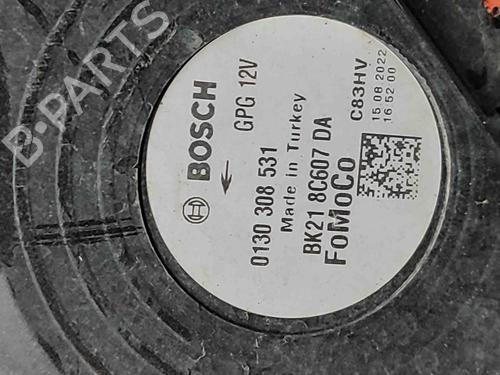 BOSCH
GPG 12V
0130 308 531
Made in Turkey
BK21 8C607 DA
FoMoCo
C83HV
15 08 2022
16 52 00
B-PARTS